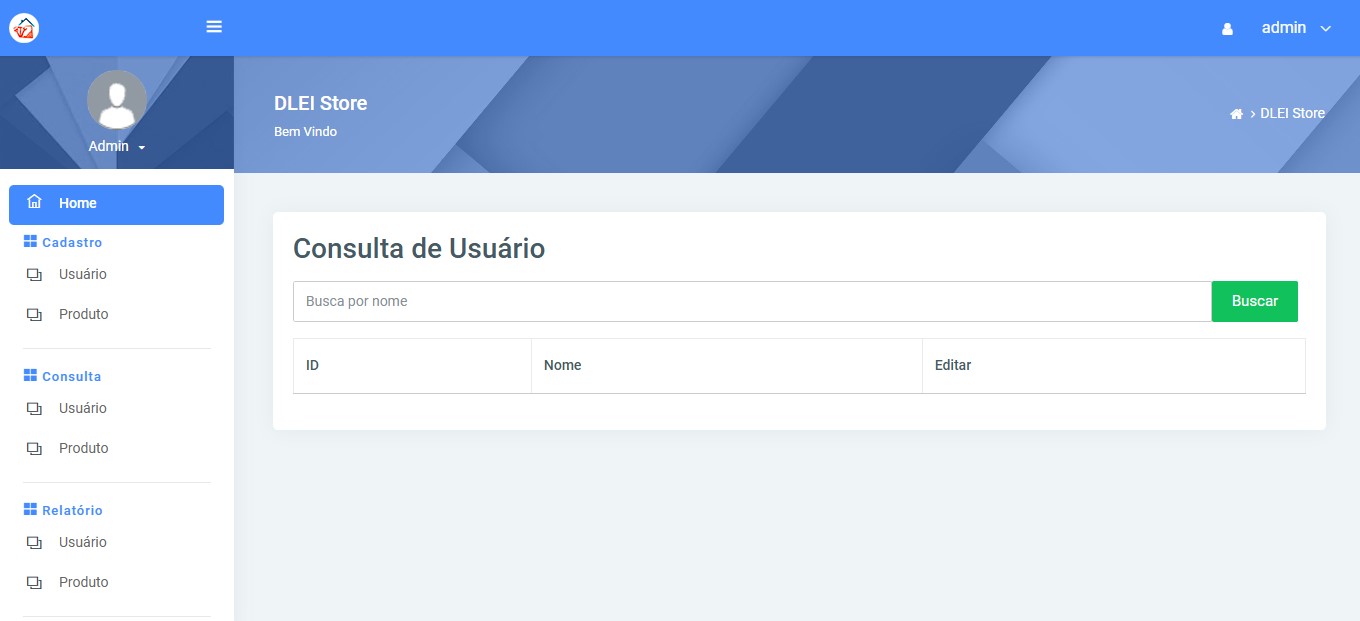 admin
Admin
DLEI Store
Bem Vindo
> DLEI Store
Home
Cadastro
Usuário
Produto
Consulta
Usuário
Produto
Relatório
Usuário
Produto
Consulta de Usuário
Busca por nome
Buscar
ID
Nome
Editar